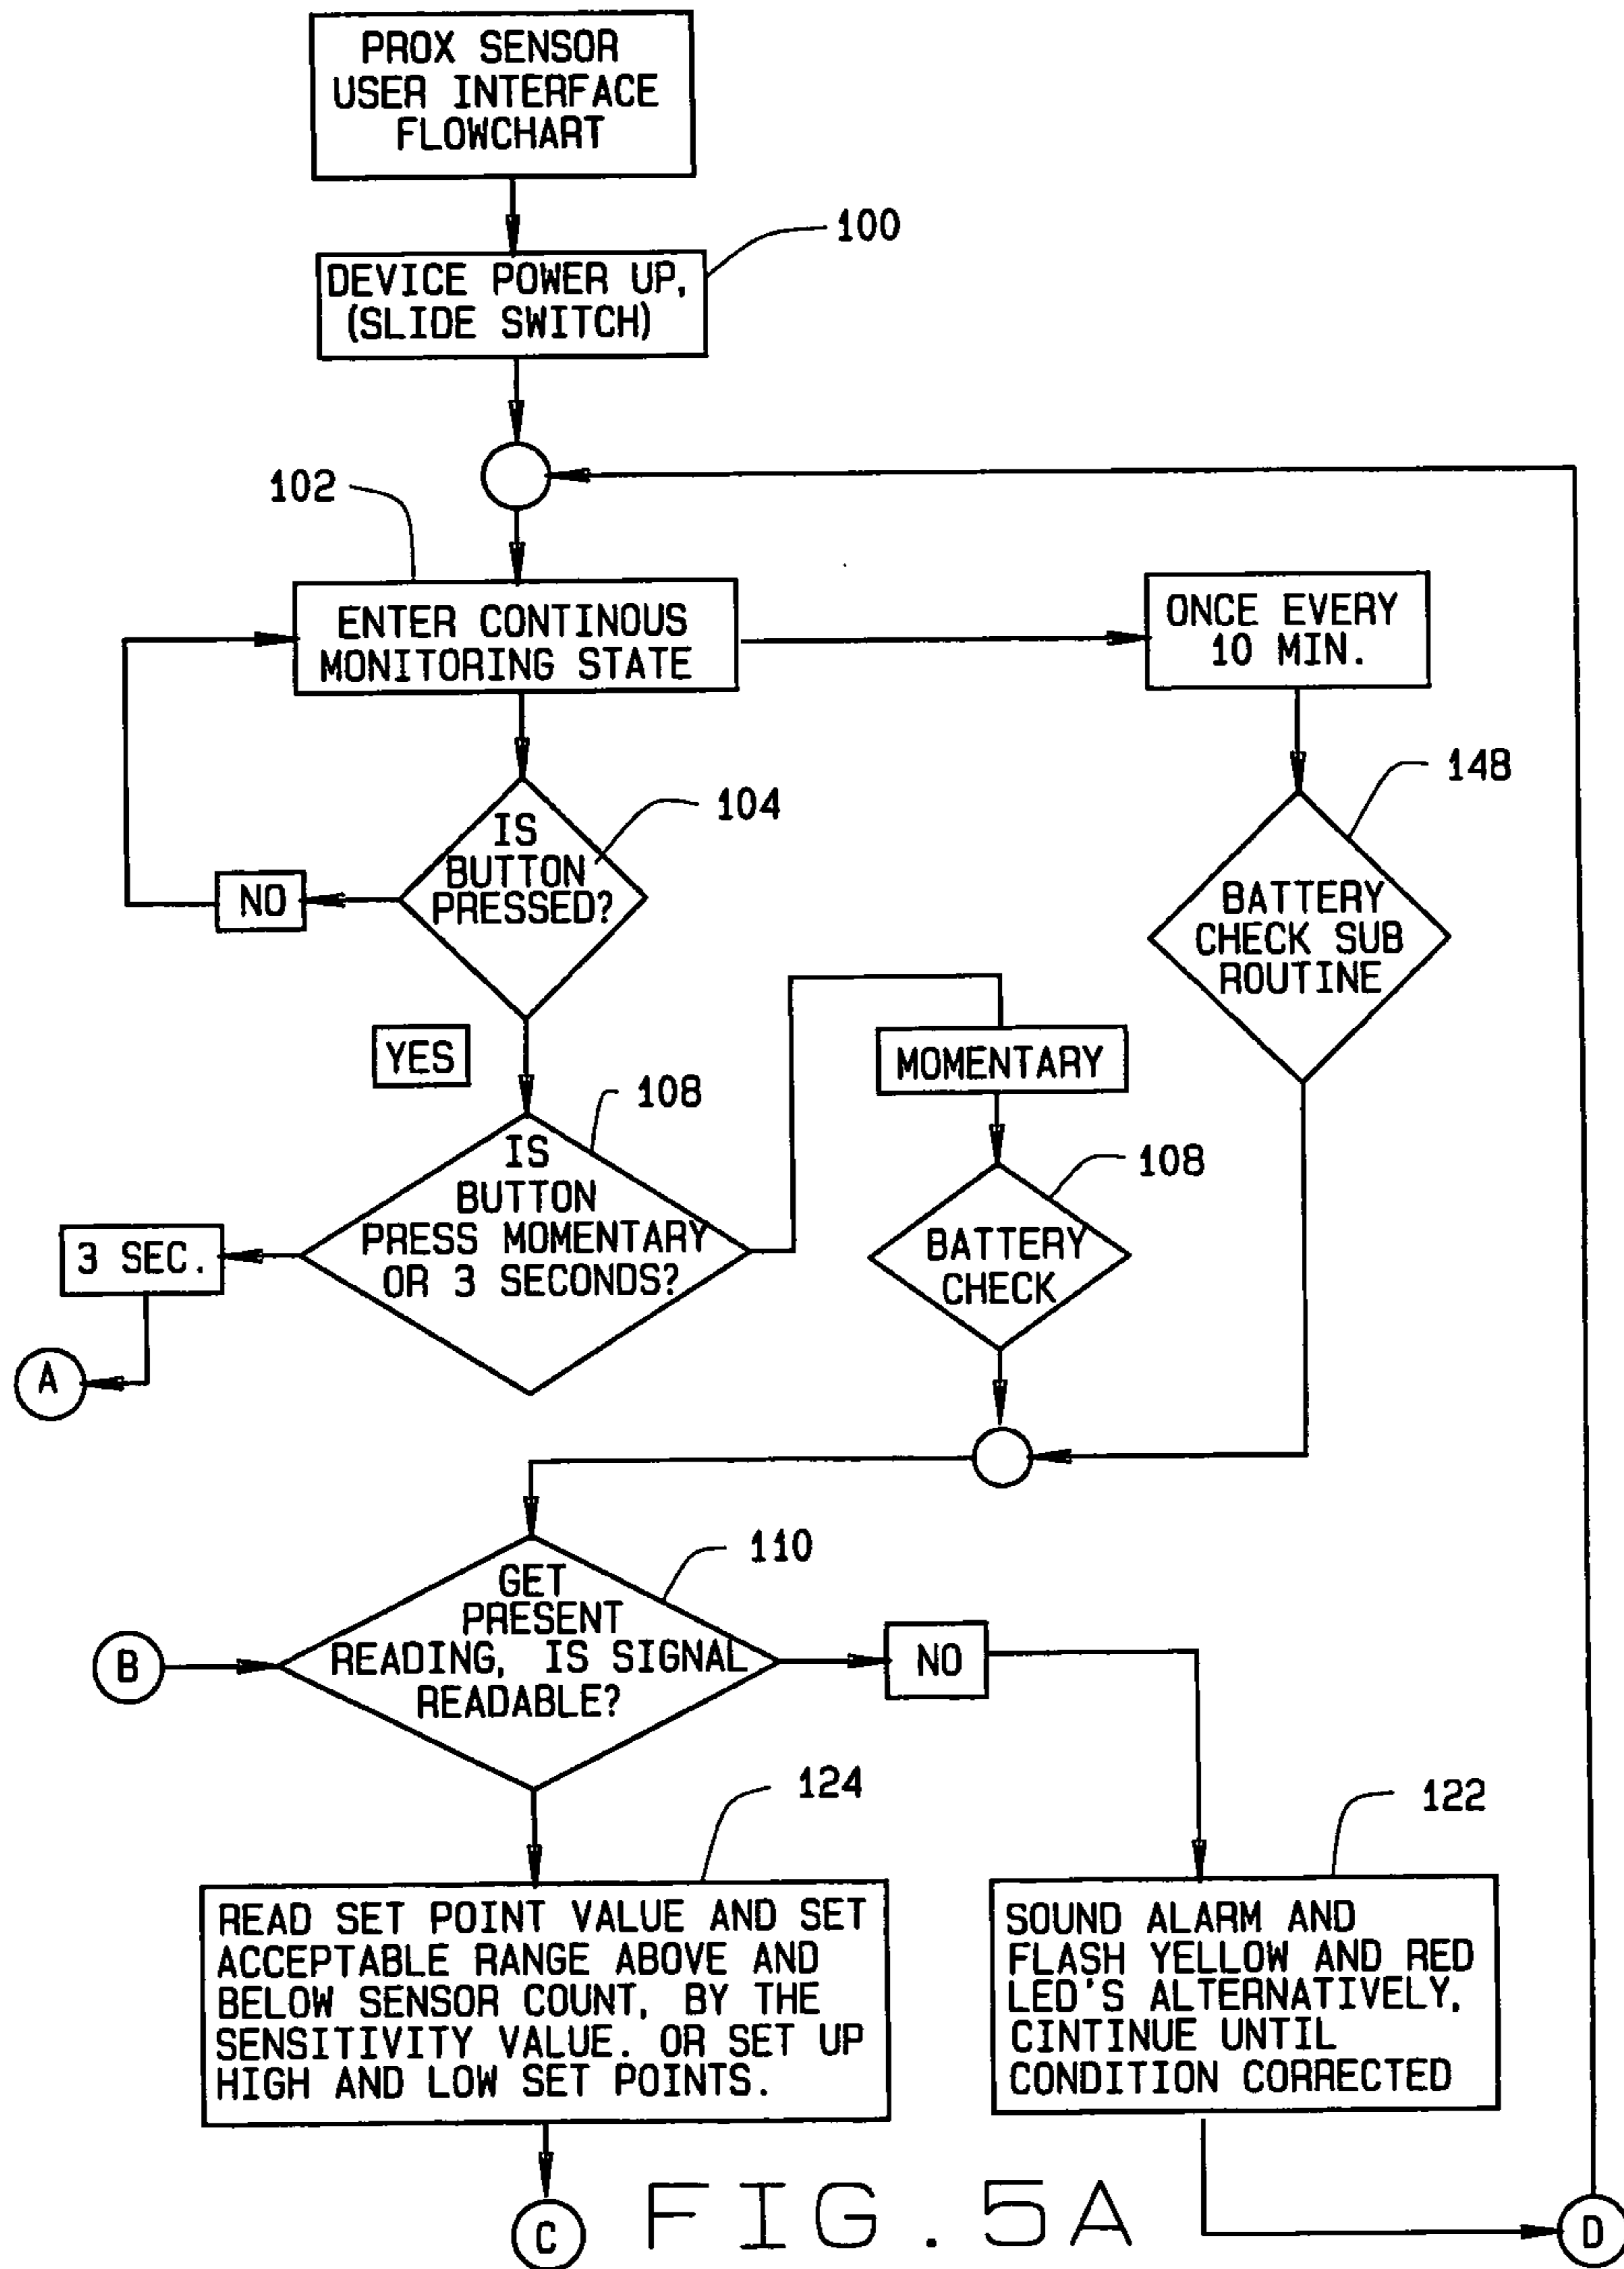 PROX SENSOR
USER INTERFACE
FLOWCHART
100
DEVICE POWER UP,
(SLIDE SWITCH)
102
ENTER CONTINOUS
MONITORING STATE
ONCE EVERY
10 MIN.
104
IS
BUTTON
PRESSED?
NO
148
BATTERY
CHECK SUB
ROUTINE
YES
MOMENTARY
108
IS
BUTTON
PRESS MOMENTARY
OR 3 SECONDS?
3 SEC.
108
BATTERY
CHECK
A
110
GET
PRESENT
READING, IS SIGNAL
READABLE?
B
NO
124
READ SET POINT VALUE AND SET
ACCEPTABLE RANGE ABOVE AND
BELOW SENSOR COUNT, BY THE
SENSITIVITY VALUE. OR SET UP
HIGH AND LOW SET POINTS.
122
SOUND ALARM AND
FLASH YELLOW AND RED
LED'S ALTERNATIVELY,
CINTINUE UNTIL
CONDITION CORRECTED
C
FIG. 5A
D